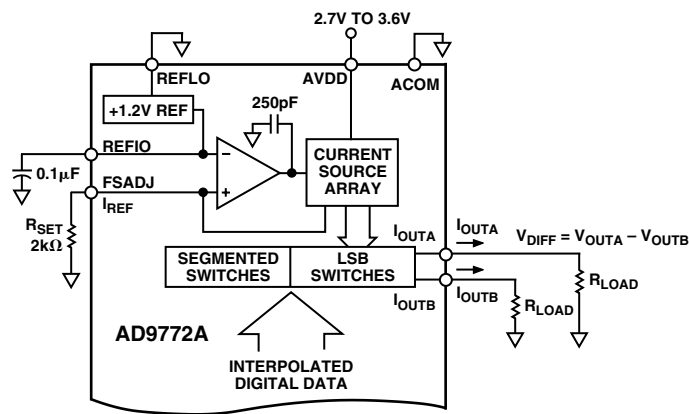 2.7V TO 3.6V
REFLO
AVDD
ACOM
+1.2V REF
250pF
REFIO
–
+
0.1μF
FSADJ
IREF
RSET
2kΩ
CURRENT
SOURCE
ARRAY
IOUTA
IOUTA
VDIFF = VOUTA – VOUTB
SEGMENTED
SWITCHES
LSB
SWITCHES
RLOAD
IOUTB
IOUTB
RLOAD
AD9772A
INTERPOLATED
DIGITAL DATA